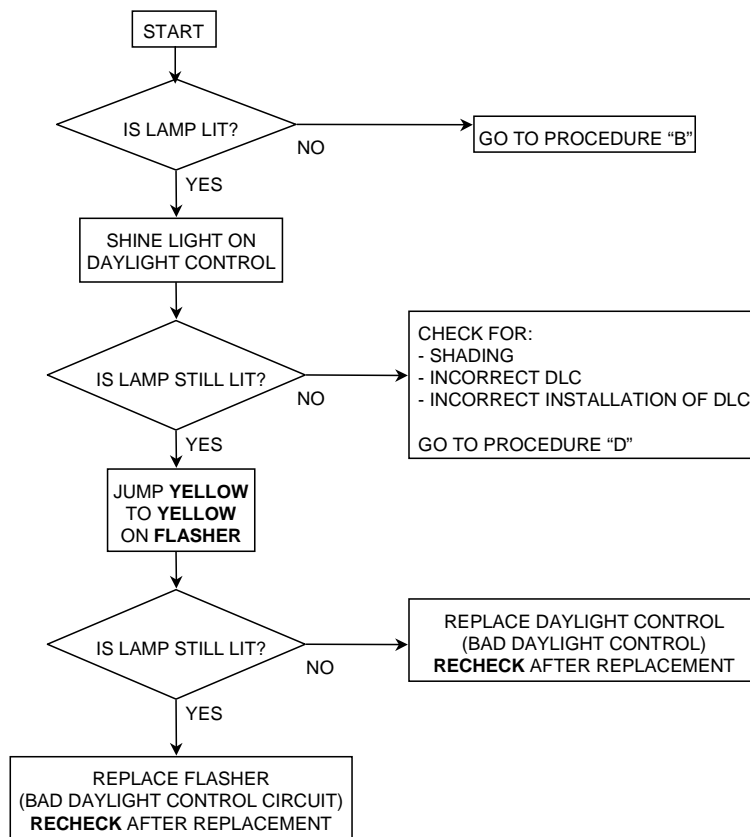 START
IS LAMP LIT?
NO
GO TO PROCEDURE “B”
YES
SHINE LIGHT ON
DAYLIGHT CONTROL
IS LAMP STILL LIT?
NO
CHECK FOR:
- SHADING
- INCORRECT DLC
- INCORRECT INSTALLATION OF DLC
GO TO PROCEDURE “D”
YES
JUMP YELLOW
TO YELLOW
ON FLASHER
IS LAMP STILL LIT?
NO
REPLACE DAYLIGHT CONTROL
(BAD DAYLIGHT CONTROL)
RECHECK AFTER REPLACEMENT
YES
REPLACE FLASHER
(BAD DAYLIGHT CONTROL CIRCUIT)
RECHECK AFTER REPLACEMENT